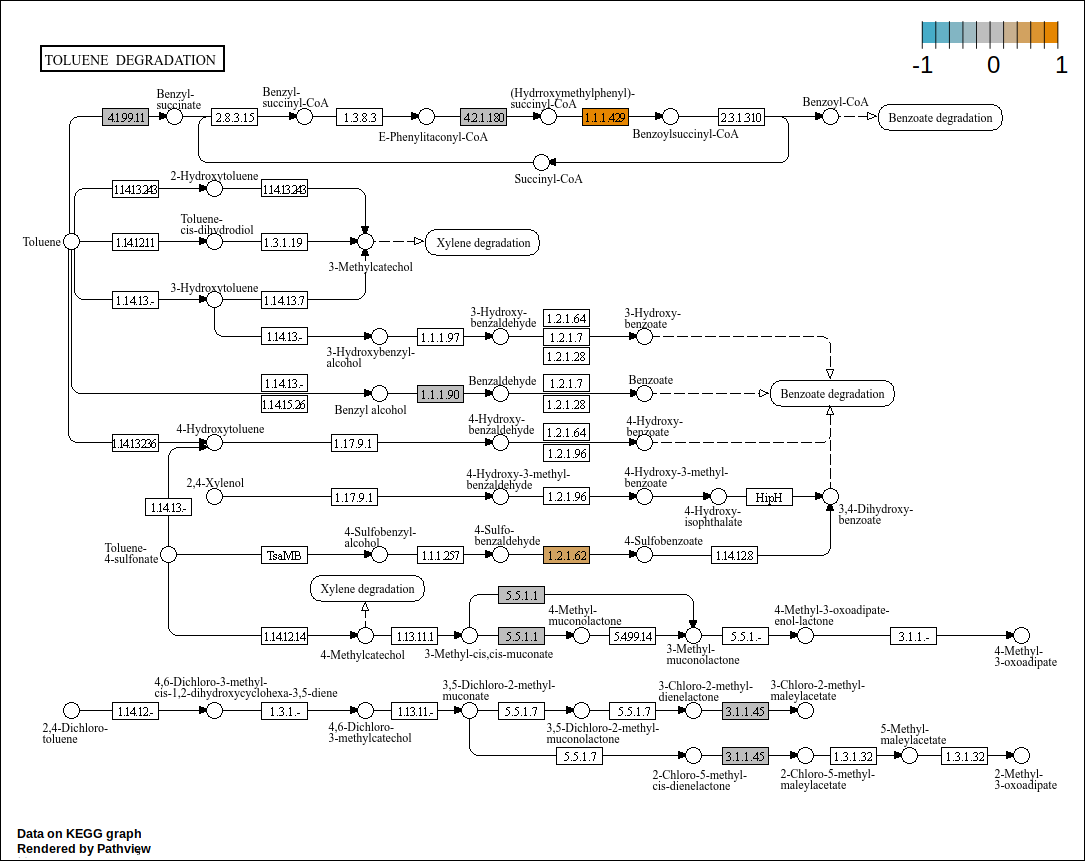 -1 0 1
TOLUENE DEGRADATION
Benzyl-
succinate
Benzyl-
succinyl-CoA
(Hydrroxymethylphenyl)-
succinyl-CoA
Benzoyl-CoA
4.1.99.11
2.8.3.15
1.3.8.3
4.2.1.180
1.1.1.429
2.3.1.310
Benzoate degradation
E-Phenylitaconyl-CoA
Benzoylsuccinyl-CoA
Succinyl-CoA
2-Hydroxytoluene
1.14.13.243
1.14.13.243
Toluene-
cis-dihydrodiol
Toluene
1.14.12.11
1.3.1.19
Xylene degradation
3-Methylcatechol
3-Hydroxytoluene
1.14.13.-
1.14.13.7
3-Hydroxy-
benzaldehyde
1.2.1.64
3-Hydroxy-
benzoate
1.14.13.-
1.1.1.97
1.2.1.7
3-Hydroxybenzyl-
alcohol
1.2.1.28
1.14.13.-
Benzaldehyde
1.2.1.7
Benzoate
1.1.1.90
Benzoate degradation
1.14.15.26
Benzyl alcohol
1.2.1.28
4-Hydroxytoluene
4-Hydroxy-
benzaldehyde
1.2.1.64
4-Hydroxy-
benzoate
1.14.13.236
1.17.9.1
1.2.1.96
2,4-Xylenol
4-Hydroxy-3-methyl-
benzaldehyde
4-Hydroxy-3-methyl-
benzoate
1.17.9.1
1.2.1.96
HipH
1.14.13.-
4-Hydroxy-
isophthalate
3,4-Dihydroxy-
benzoate
Toluene-
4-sulfonate
4-Sulfobenzyl-
alcohol
4-Sulfo-
benzaldehyde
4-Sulfobenzoate
TsaMB
1.1.1.257
1.2.1.62
1.14.12.8
Xylene degradation
5.5.1.1
4-Methyl-
muconolactone
4-Methyl-3-oxoadipate-
enol-lactone
1.14.12.14
1.13.11.1
5.5.1.1
5.4.99.14
5.5.1.-
3.1.1.-
4-Methylcatechol
3-Methyl-cis,cis-muconate
3-Methyl-
muconolactone
4-Methyl-
3-oxoadipate
4,6-Dichloro-3-methyl-
cis-1,2-dihydroxycyclohexa-3,5-diene
3,5-Dichloro-2-methyl-
muconate
3-Chloro-2-methyl-
dienelactone
3-Chloro-2-methyl-
maleylacetate
1.14.12.-
1.3.1.-
1.13.11.-
5.5.1.7
5.5.1.7
3.1.1.45
2,4-Dichloro-
toluene
4,6-Dichloro-
3-methylcatechol
3,5-Dichloro-2-methyl-
muconolactone
5-Methyl-
maleylacetate
5.5.1.7
3.1.1.45
1.3.1.32
1.3.1.32
2-Chloro-5-methyl-
cis-dienelactone
2-Chloro-5-methyl-
maleylacetate
2-Methyl-
3-oxoadipate
Data on KEGG graph
Rendered by Pathview